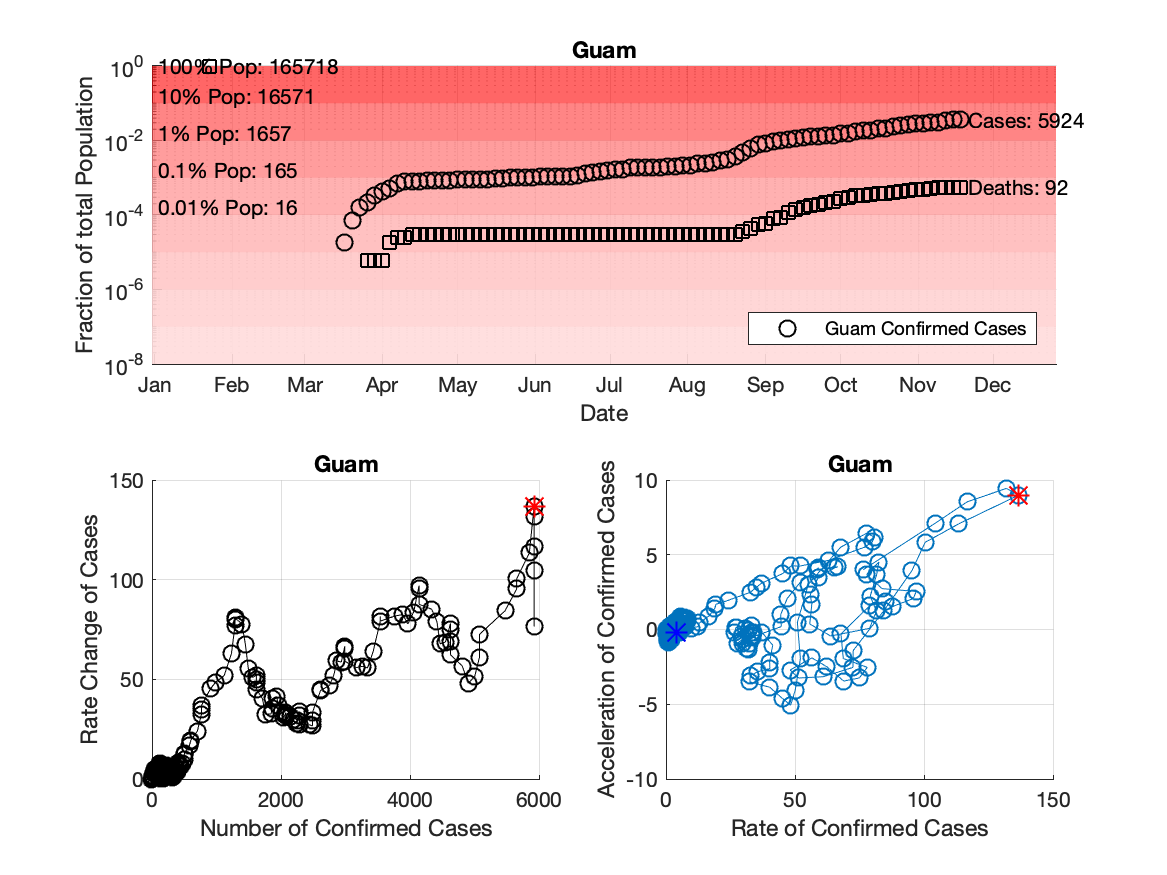 Guam
Fraction of total Population
10^0
10^-2
10^-4
10^-6
10^-8
100% Pop: 165718
10% Pop: 16571
1% Pop: 1657
0.1% Pop: 165
0.01% Pop: 16
Cases: 5924
Deaths: 92
Guam Confirmed Cases
Jan Feb Mar Apr May Jun Jul Aug Sep Oct Nov Dec
Date
Guam
Rate Change of Cases
150
100
50
0
0 2000 4000 6000
Number of Confirmed Cases
Guam
Acceleration of Confirmed Cases
10
5
0
-5
-10
0 50 100 150
Rate of Confirmed Cases